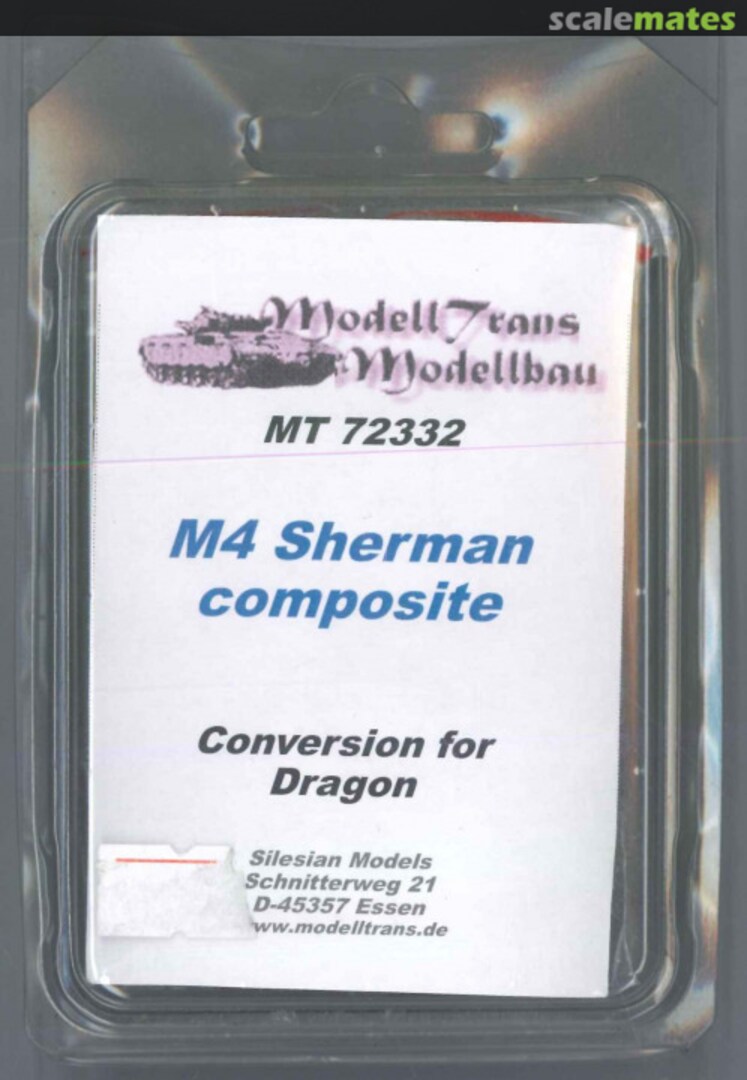 scalemates
ModellTrans
Modellbau
MT 72332
M4 Sherman
composite
Conversion for
Dragon
Silesian Models
Schnitterweg 21
D-45357 Essen
www.modelltrans.de